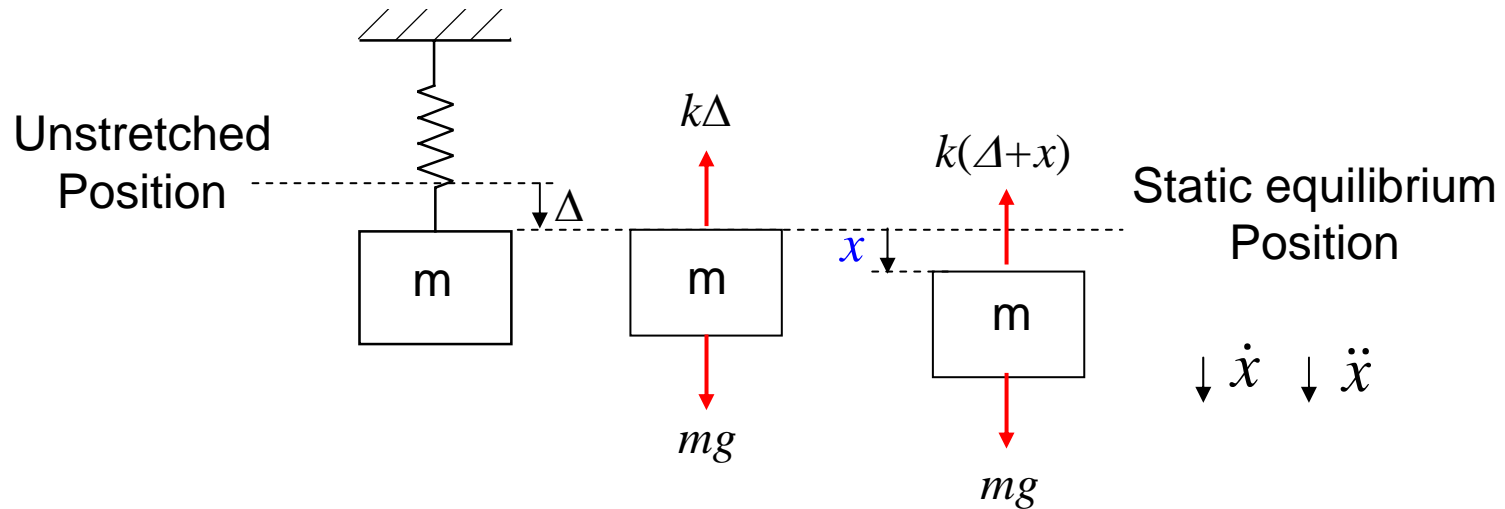 Unstretched
Position
Δ
m
kΔ
m
mg
x
k(Δ+x)
m
mg
Static equilibrium
Position
ẋ ẍ